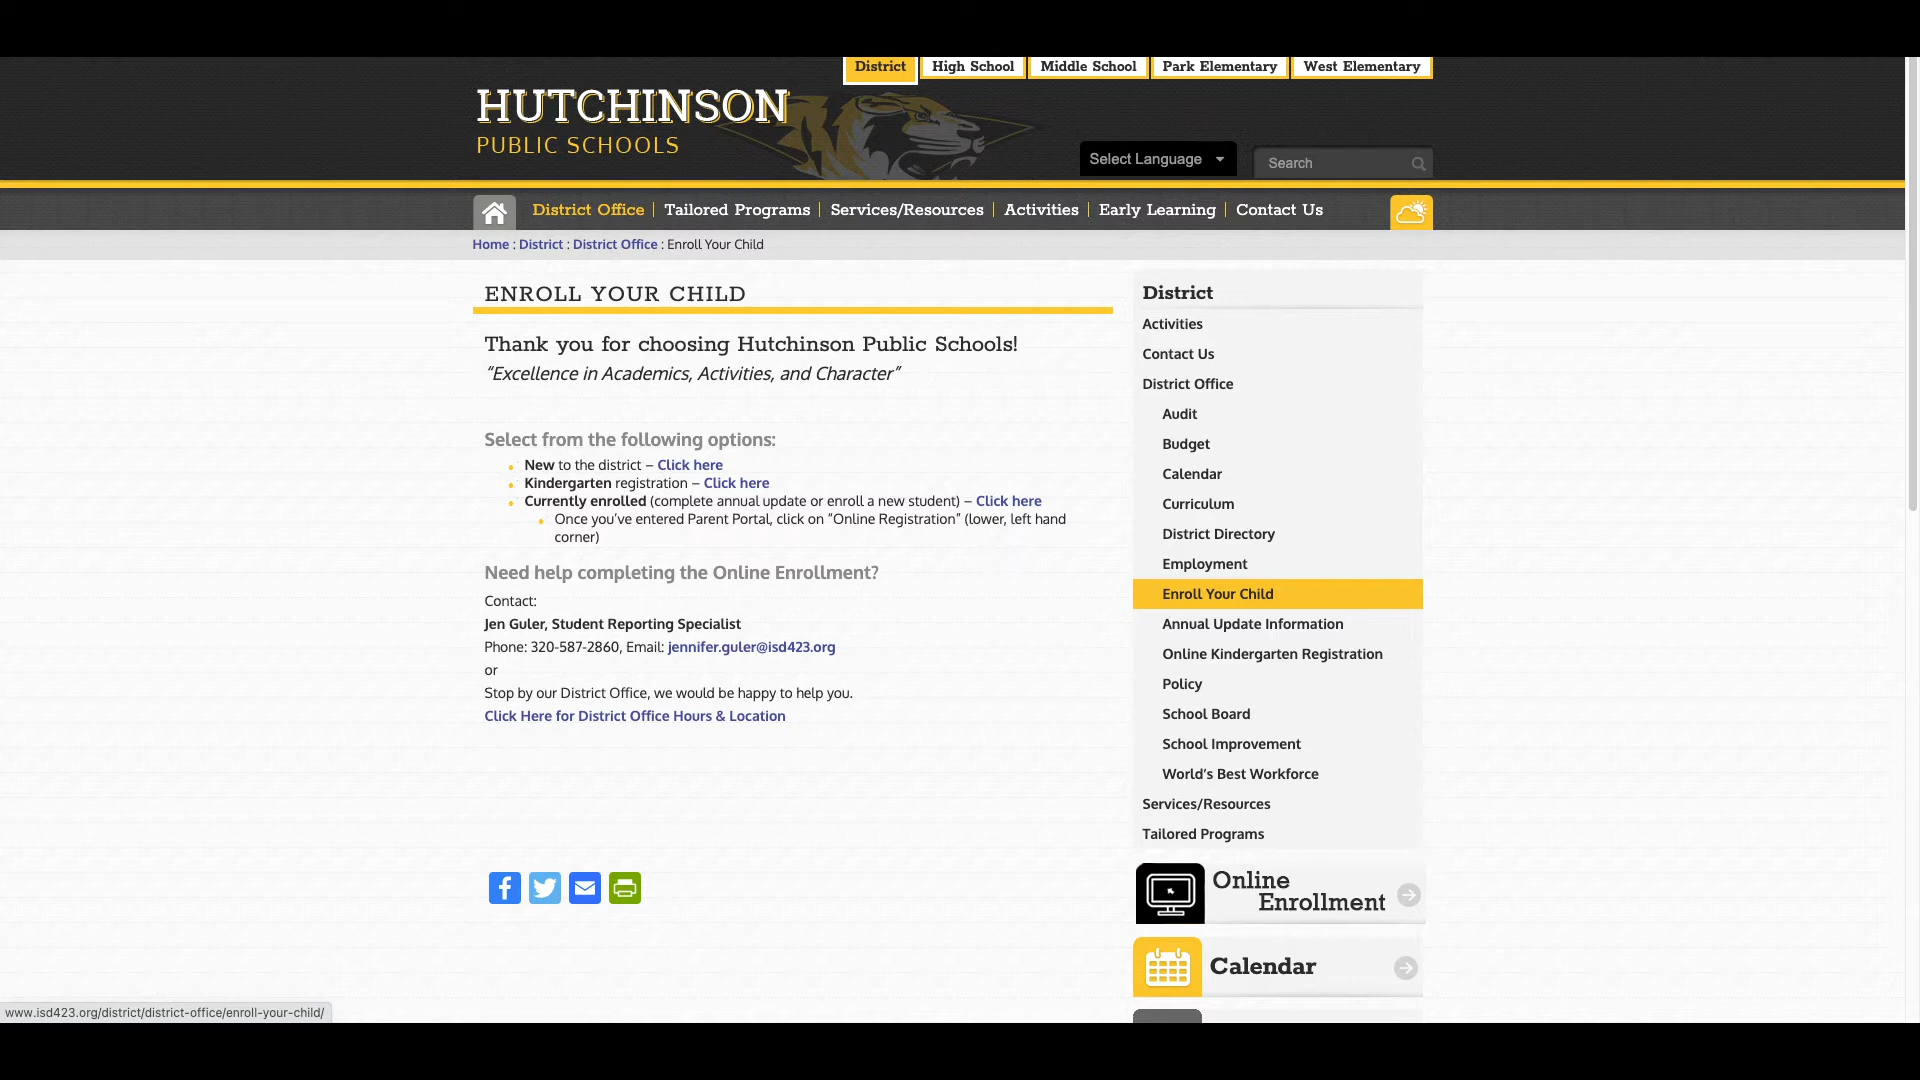 District
High School
Middle School
Park Elementary
West Elementary
HUTCHINSON
PUBLIC SCHOOLS
Select Language
Search
District Office
Tailored Programs
Services/Resources
Activities
Early Learning
Contact Us
Home : District : District Office : Enroll Your Child
ENROLL YOUR CHILD
Thank you for choosing Hutchinson Public Schools!
“Excellence in Academics, Activities, and Character”
Select from the following options:
New to the district – Click here
Kindergarten registration – Click here
Currently enrolled (complete annual update or enroll a new student) – Click here
Once you’ve entered Parent Portal, click on “Online Registration” (lower, left hand
corner)
Need help completing the Online Enrollment?
Contact:
Jen Guler, Student Reporting Specialist
Phone: 320-587-2860, Email: jennifer.guler@isd423.org
or
Stop by our District Office, we would be happy to help you.
Click Here for District Office Hours & Location
District
Activities
Contact Us
District Office
Audit
Budget
Calendar
Curriculum
District Directory
Employment
Enroll Your Child
Annual Update Information
Online Kindergarten Registration
Policy
School Board
School Improvement
World’s Best Workforce
Services/Resources
Tailored Programs
Online
Enrollment
Calendar
www.isd423.org/district/district-office/enroll-your-child/